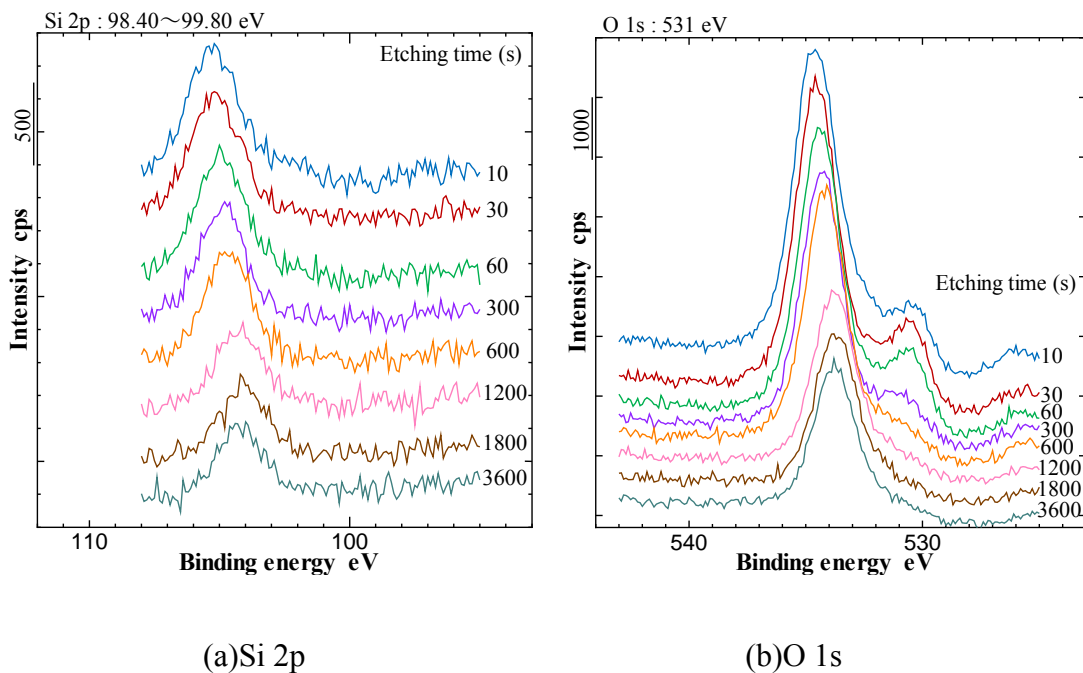 Si 2p : 98.40～99.80 eV
Etching time (s)
500
Intensity cps
10
30
60
300
600
1200
1800
3600
110
100
Binding energy eV
(a)Si 2p
O 1s : 531 eV
1000
Intensity cps
Etching time (s)
10
30
60
300
600
1200
1800
3600
540
530
Binding energy eV
(b)O 1s